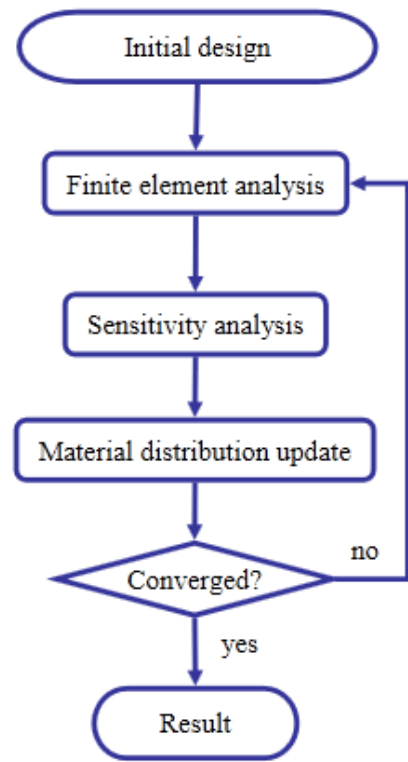 Initial design
Finite element analysis
Sensitivity analysis
Material distribution update
Converged?
no
yes
Result